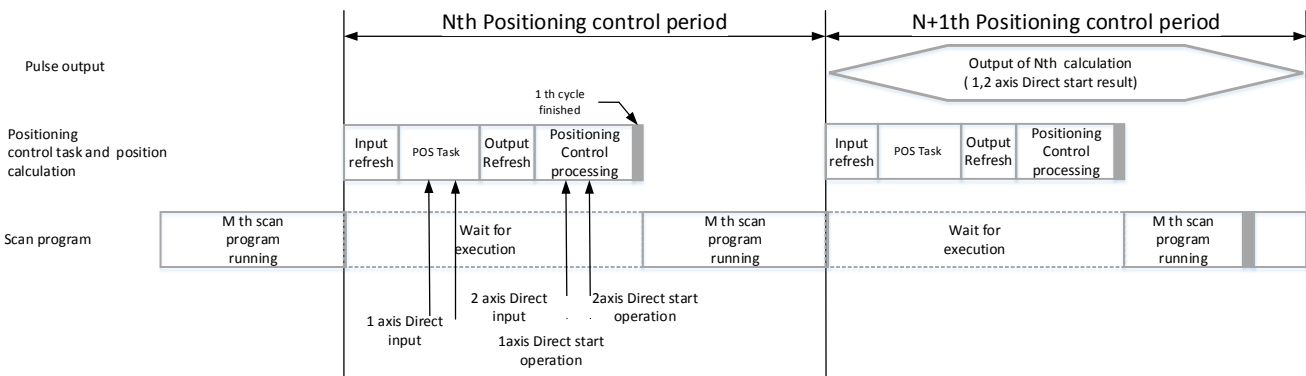 Nth Positioning control period
N+1th Positioning control period
Pulse output
Output of Nth calculation
( 1,2 axis Direct start result)
1 th cycle
finished
Positioning
control task and position
calculation
Input
refresh
POS Task
Output
Refresh
Positioning
Control
processing
Input
refresh
POS Task
Output
Refresh
Positioning
Control
processing
Scan program
M th scan
program
running
Wait for
execution
M th scan
program
running
Wait for
execution
M th scan
program
running
1 axis Direct
input
2 axis Direct
input
2axis Direct start
operation
1axis Direct start
operation